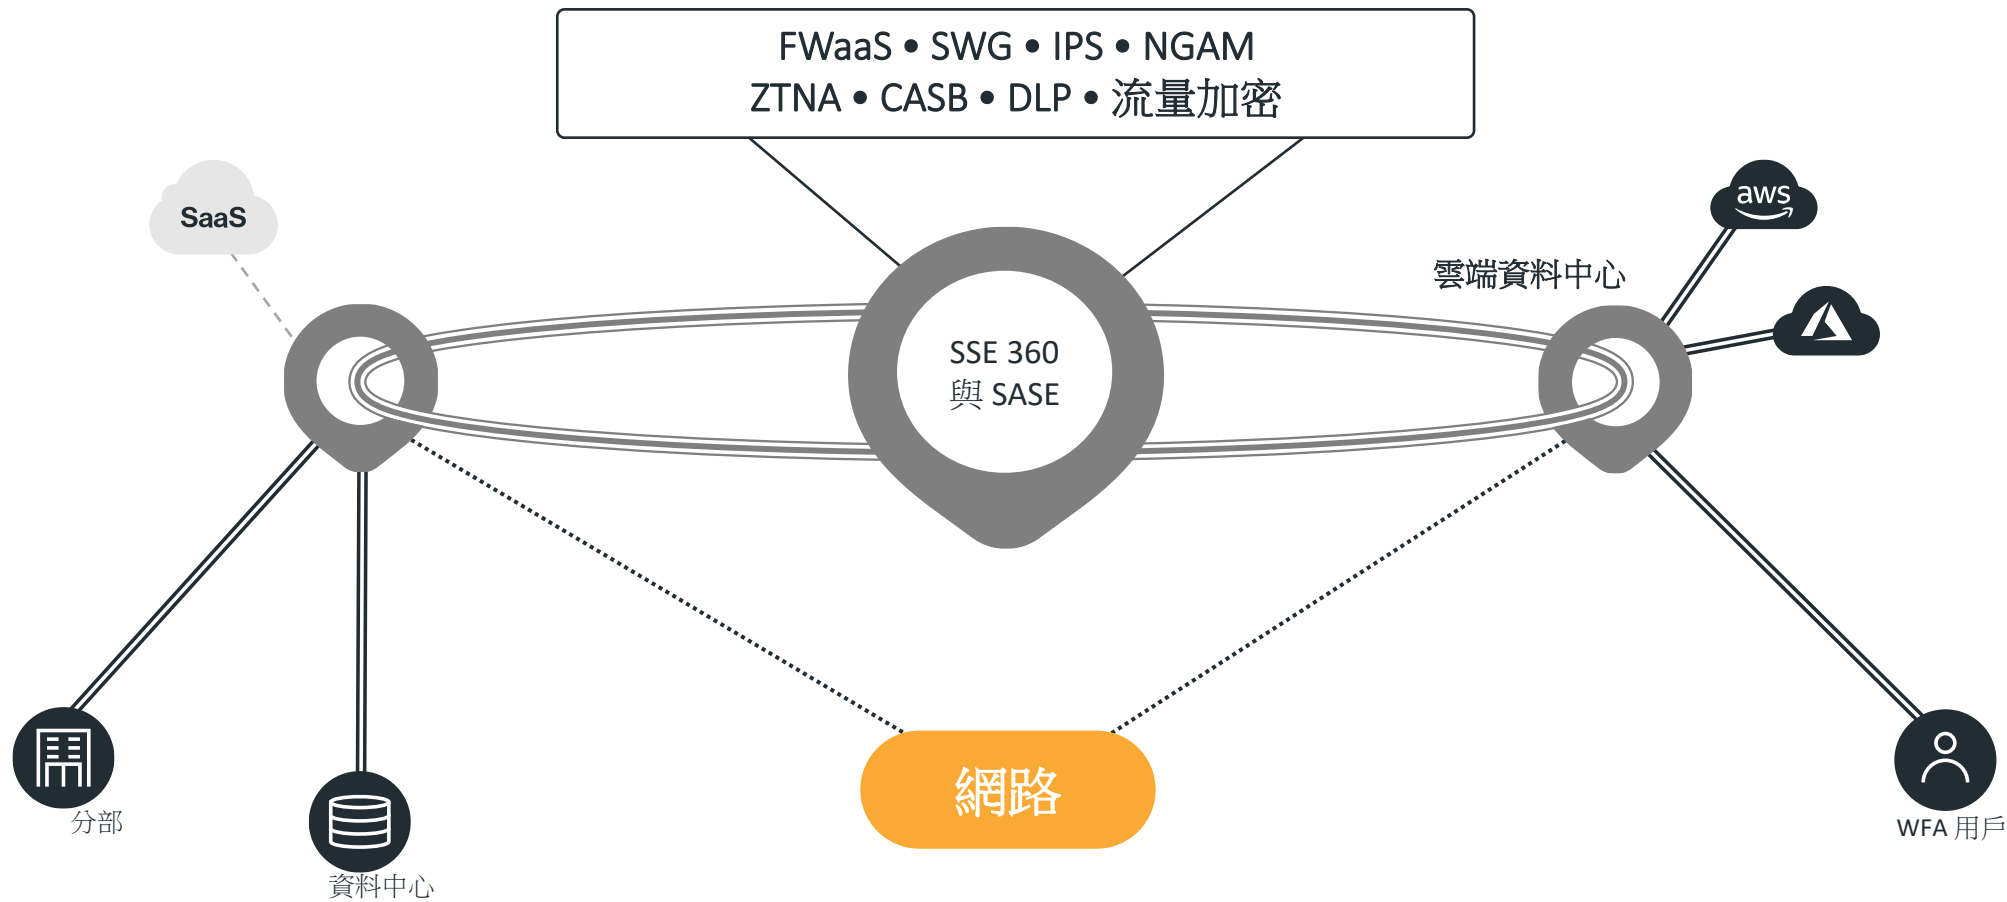 FWaaS • SWG • IPS • NGAM
ZTNA • CASB • DLP • 流量加密
SaaS
aws
雲端資料中心
SSE 360
與 SASE
網路
分部
資料中心
WFA 用戶